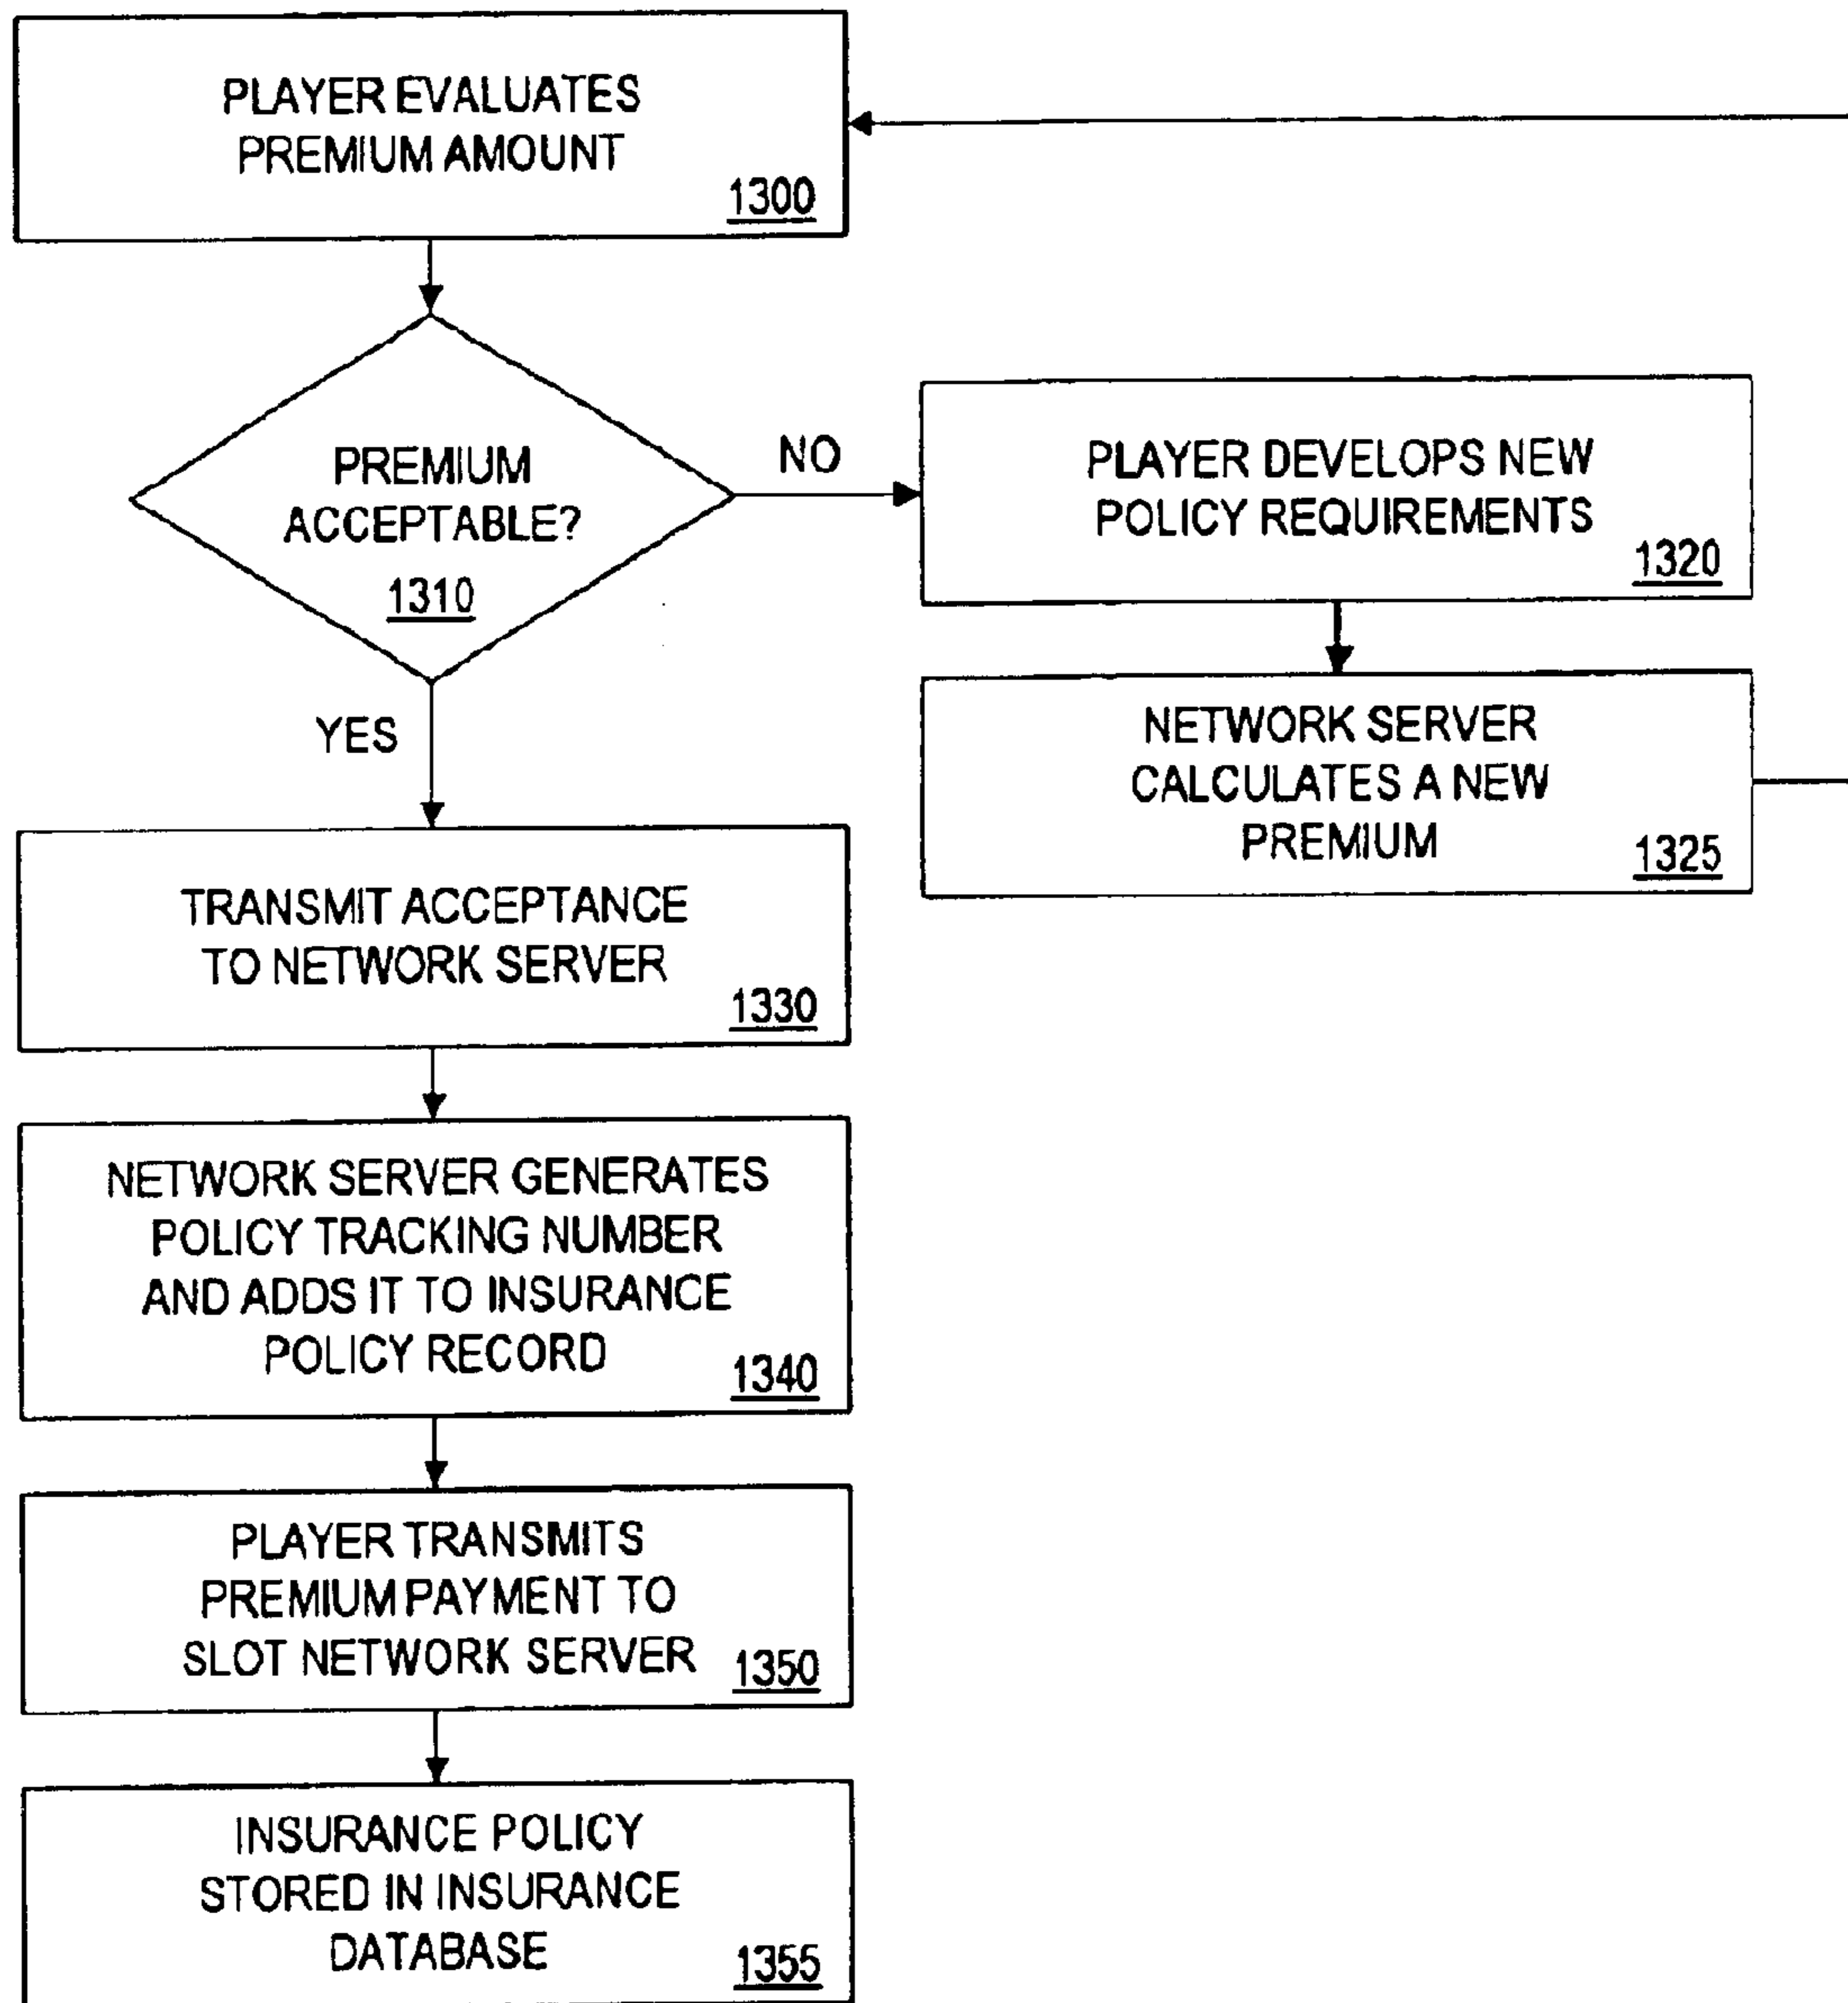 PLAYER EVALUATES
PREMIUM AMOUNT
1300
PREMIUM
ACCEPTABLE?
1310
NO
PLAYER DEVELOPS NEW
POLICY REQUIREMENTS
1320
NETWORK SERVER
CALCULATES A NEW
PREMIUM
1325
YES
TRANSMIT ACCEPTANCE
TO NETWORK SERVER
1330
NETWORK SERVER GENERATES
POLICY TRACKING NUMBER
AND ADDS IT TO INSURANCE
POLICY RECORD
1340
PLAYER TRANSMITS
PREMIUM PAYMENT TO
SLOT NETWORK SERVER
1350
INSURANCE POLICY
STORED IN INSURANCE
DATABASE
1355